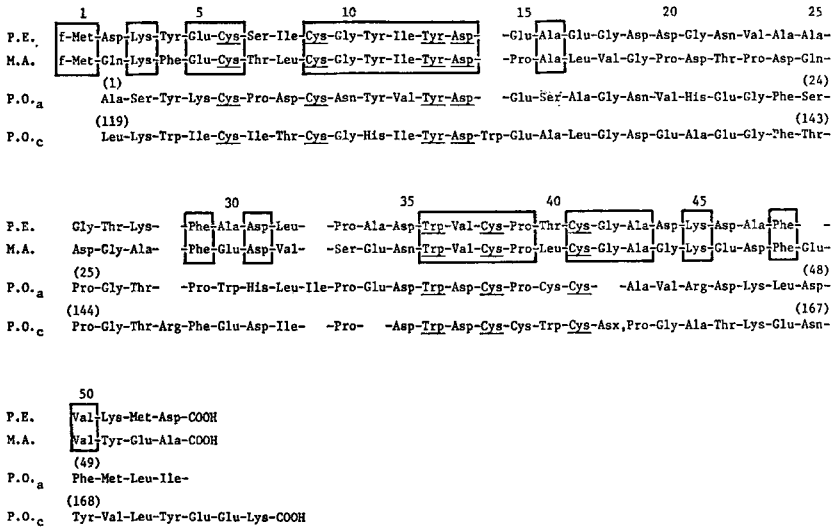 1 5 10 15 20 25
P.E. f-Met-Asp-Lys-Tyr-Glu-Cys-Ser-Ile-Cys-Gly-Tyr-Ile-Tyr-Asp- -Glu-Ala-Glu-Gly-Asp-Asp-Gly-Asn-Val-Ala-Ala-
M.A. f-Met-Gln-Lys-Phe-Glu-Cys-Thr-Leu-Cys-Gly-Tyr-Ile-Tyr-Asp- -Pro-Ala-Leu-Val-Gly-Pro-Asp-Thr-Pro-Asp-Gln-
(1) (24)
P.O.a Ala-Ser-Tyr-Lys-Cys-Pro-Asp-Cys-Asn-Tyr-Val-Tyr-Asp- -Glu-Ser-Ala-Gly-Asn-Val-His-Glu-Gly-Phe-Ser-
(119) (143)
P.O.c Leu-Lys-Trp-Ile-Cys-Ile-Thr-Cys-Gly-His-Ile-Tyr-Asp-Trp-Glu-Ala-Leu-Gly-Asp-Glu-Ala-Glu-Gly-Phe-Thr-
30 35 40 45
P.E. Gly-Thr-Lys- -Phe-Ala-Asp-Leu- -Pro-Ala-Asp-Trp-Val-Cys-Pro-Thr-Cys-Gly-Ala-Asp-Lys-Asp-Ala-Phe-
M.A. Asp-Gly-Ala- -Phe-Glu-Asp-Val- -Ser-Glu-Asn-Trp-Val-Cys-Pro-Leu-Cys-Gly-Ala-Gly-Lys-Glu-Asp-Phe-Glu-
(25) (48)
P.O.a Pro-Gly-Thr- -Pro-Trp-His-Leu-Ile-Pro-Glu-Asp-Trp-Asp-Cys-Pro-Cys-Cys- -Ala-Val-Arg-Asp-Lys-Leu-Asp-
(144) (167)
P.O.c Pro-Gly-Thr-Arg-Phe-Glu-Asp-Ile- -Pro- -Asp-Trp-Asp-Cys-Cys-Trp-Cys-Asx,Pro-Gly-Ala-Thr-Lys-Glu-Asn-
50
P.E. Val-Lys-Met-Asp-COOH
M.A. Val-Tyr-Glu-Ala-COOH
(49)
P.O.a Phe-Met-Leu-Ile-
(168)
P.O.c Tyr-Val-Leu-Tyr-Glu-Glu-Lys-COOH